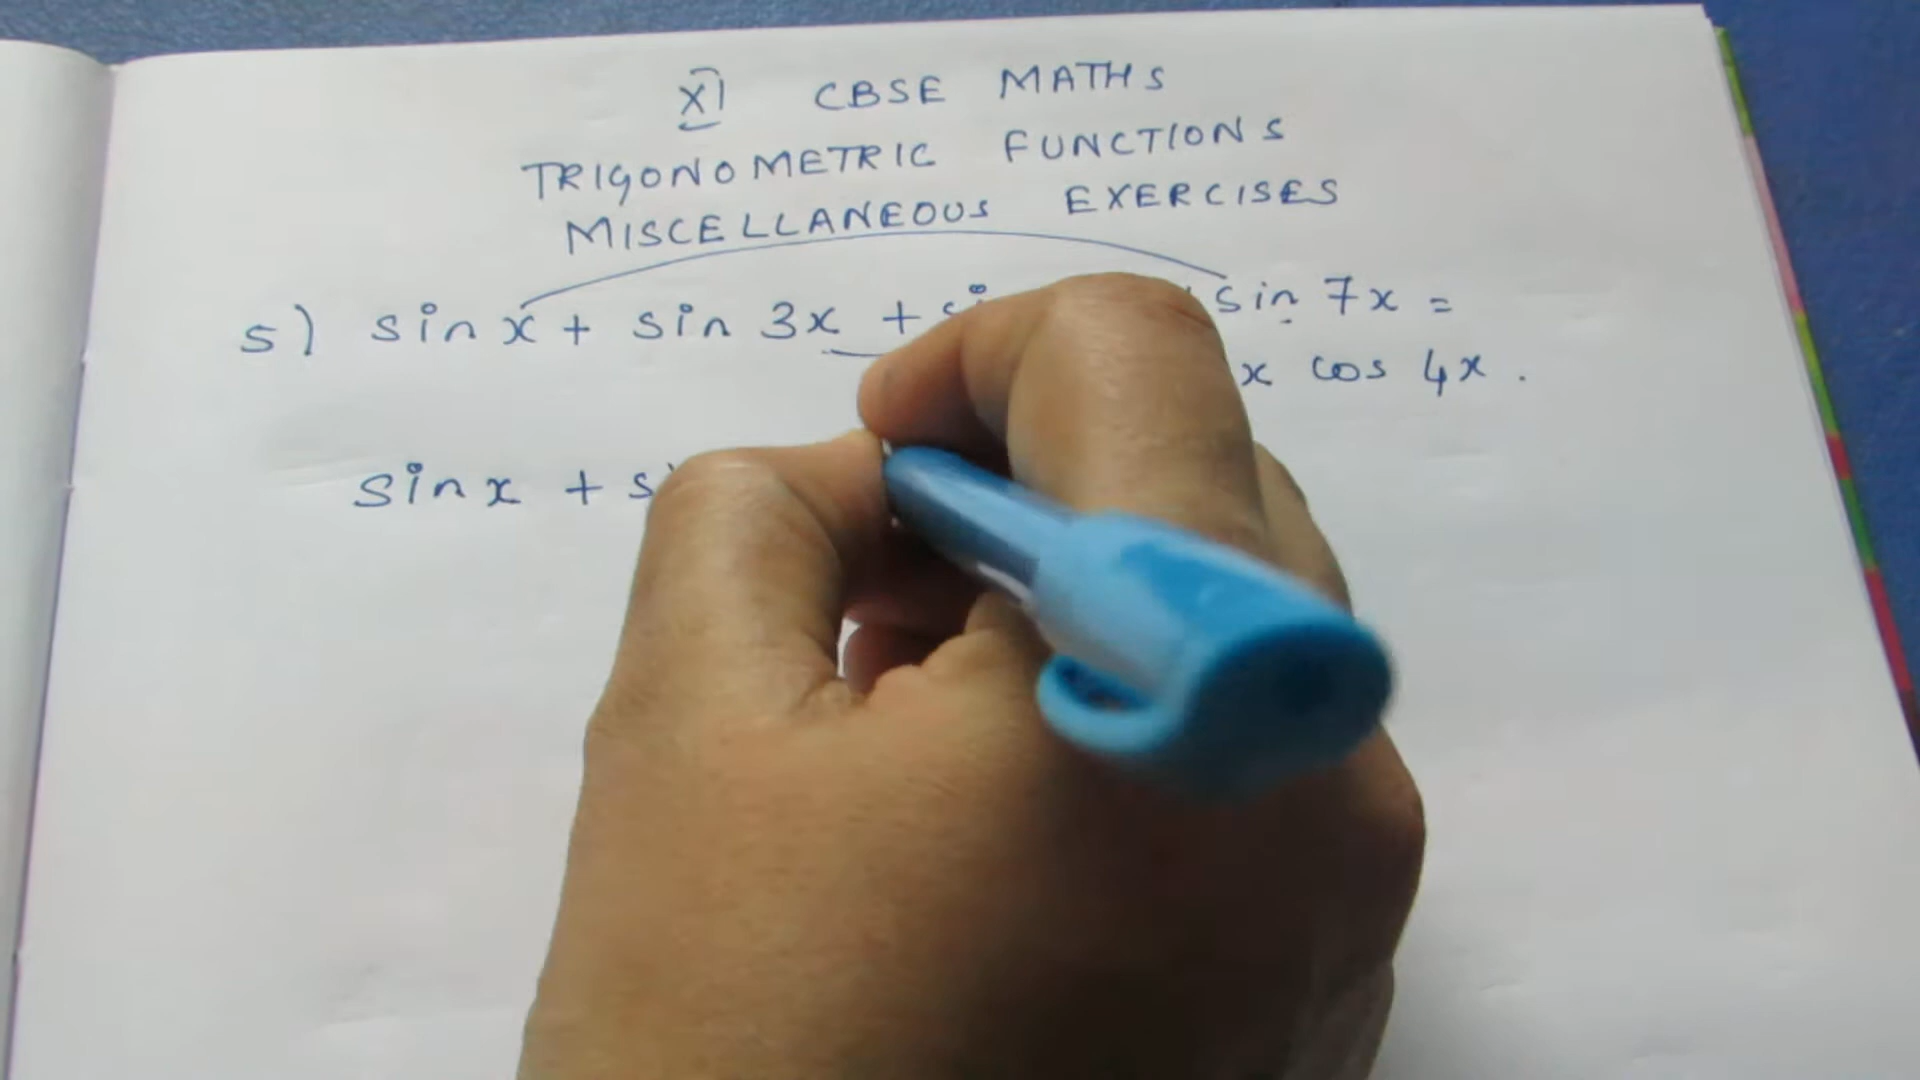 XI CBSE MATHS
TRIGONOMETRIC FUNCTIONS
MISCELLANEOUS EXERCISES
5) sin x + sin 3x + sin 7x =
x cos 4x .
sin x + s